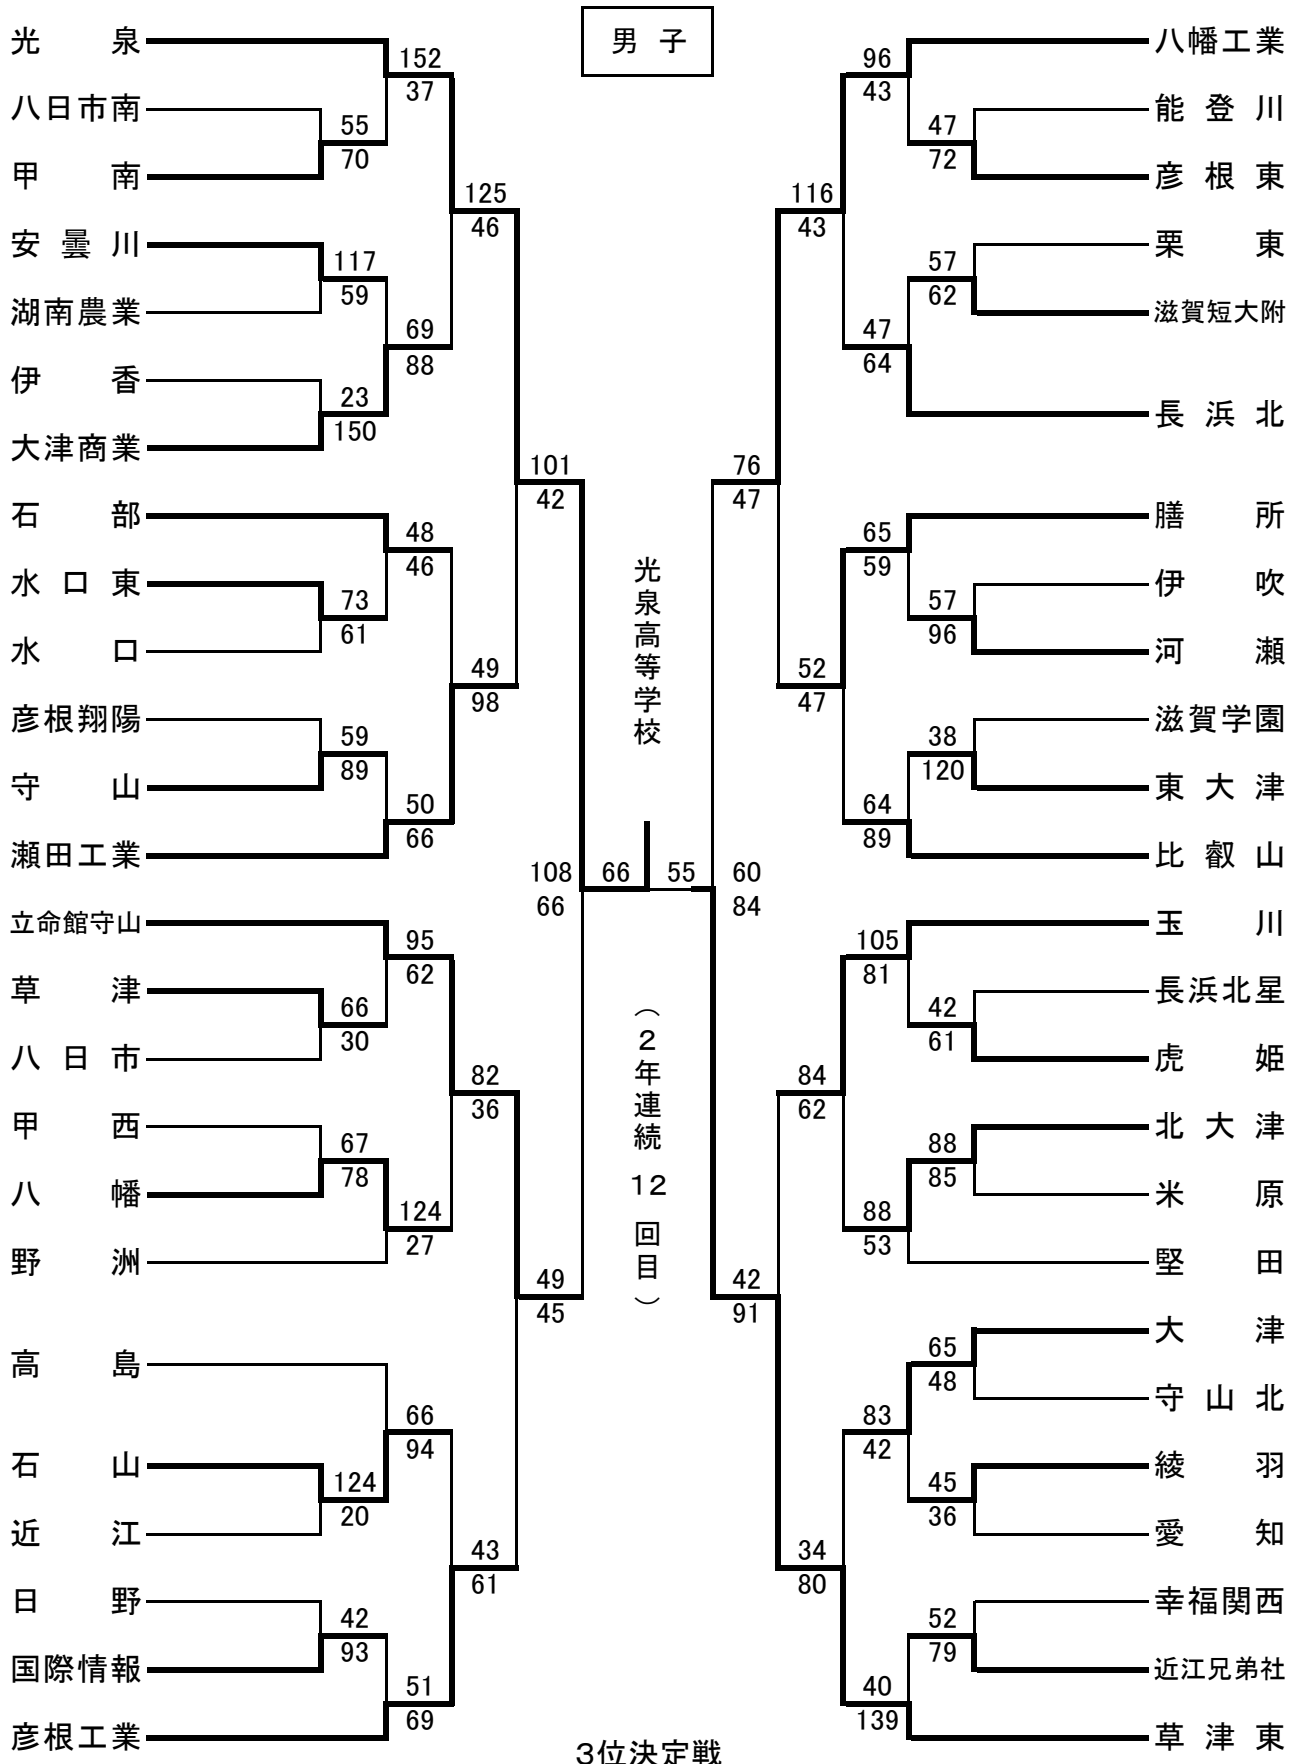 男 子
光 泉
152
37
八日市南
55
70
甲 南
125
46
安 曇 川
117
59
湖南農業
69
88
伊 香
23
150
大津商業
101
42
石 部
48
46
水 口 東
73
61
水 口
49
98
彦根翔陽
59
89
守 山
50
66
瀬田工業
108
66
立命館守山
95
62
草 津
66
30
八 日 市
82
36
甲 西
67
78
八 幡
124
27
野 洲
49
45
高 島
66
94
石 山
124
20
近 江
43
61
日 野
42
93
国際情報
51
69
彦根工業
光泉高等学校
66
55
(2年連続 12 回目)
八幡工業
96
43
能 登 川
47
72
彦 根 東
116
43
栗 東
57
62
滋賀短大附
47
64
長 浜 北
76
47
膳 所
65
59
伊 吹
57
96
河 瀬
52
47
滋賀学園
38
120
東 大 津
64
89
比 叡 山
60
84
玉 川
105
81
長浜北星
42
61
虎 姫
84
62
北 大 津
88
85
米 原
88
53
堅 田
42
91
大 津
65
48
守 山 北
83
42
綾 羽
45
36
愛 知
34
80
幸福関西
52
79
近江兄弟社
40
139
草 津 東
3位決定戦